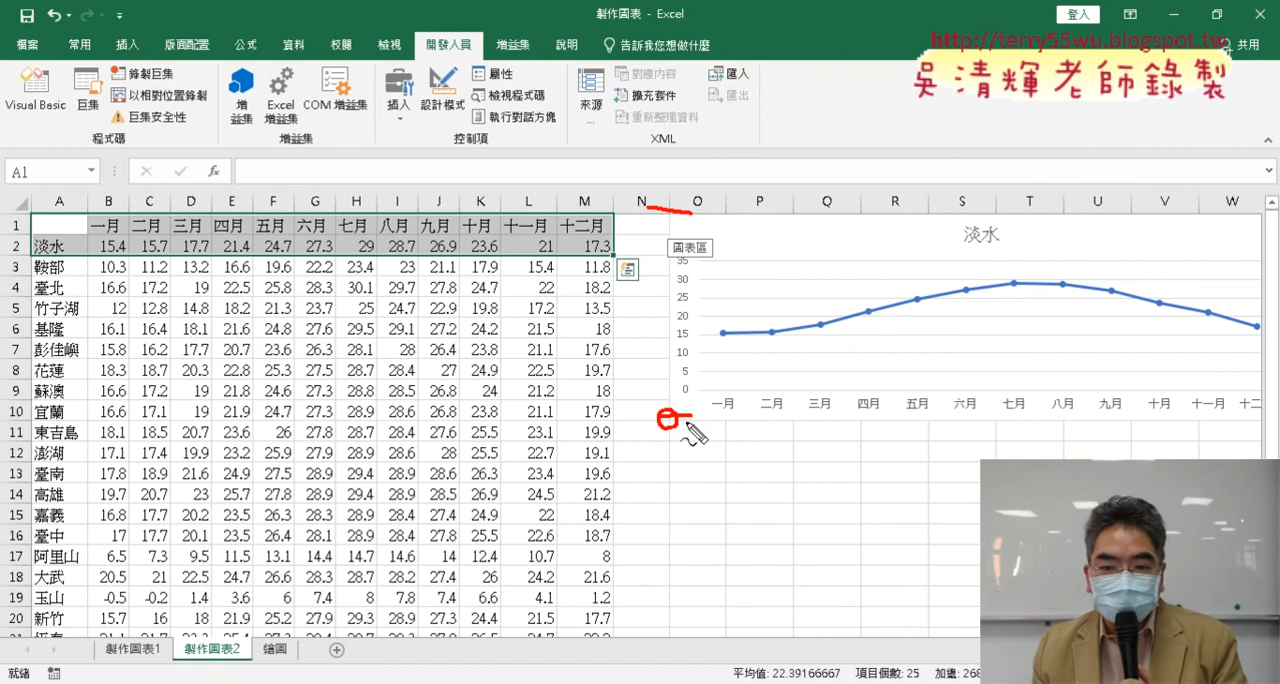 製作圖表 - Excel
登入
檔案 常用 插入 版面配置 公式 資料 校閱 檢視 開發人員 增益集 說明 告訴我您想做什麼 共用
http://terry55wu.blogspot.tw
吳清輝老師錄製
Visual Basic 巨集 錄製巨集 以相對位置錄製 巨集安全性
增益集 Excel 增益集 COM 增益集
插入 設計模式 屬性 檢視程式碼 執行對話方塊
來源... 對應內容 擴充套件 重新整理資料 匯入 匯出
程式碼 增益集 控制項 XML
A1 fx
A B C D E F G H I J K L M N O P Q R S T U V W
1 一月 二月 三月 四月 五月 六月 七月 八月 九月 十月 十一月 十二月
2 淡水 15.4 15.7 17.7 21.4 24.7 27.3 29 28.7 26.9 23.6 21 17.3
3 鞍部 10.3 11.2 13.2 16.6 19.6 22.2 23.4 23 21.1 17.9 15.4 11.8
4 臺北 16.6 17.2 19 22.5 25.8 28.3 30.1 29.7 27.8 24.7 22 18.2
5 竹子湖 12 12.8 14.8 18.2 21.3 23.7 25 24.7 22.9 19.8 17.2 13.5
6 基隆 16.1 16.4 18.1 21.6 24.8 27.6 29.5 29.1 27.2 24.2 21.5 18
7 彭佳嶼 15.8 16.2 17.7 20.7 23.6 26.3 28.1 28 26.4 23.8 21.1 17.6
8 花蓮 18.3 18.7 20.3 22.8 25.3 27.5 28.7 28.4 27 24.9 22.5 19.7
9 蘇澳 16.6 17.2 19 21.8 24.6 27.3 28.8 28.5 26.8 24 21.2 18
10 宜蘭 16.6 17.1 19 21.9 24.7 27.3 28.9 28.6 26.8 23.8 21.1 17.9
11 東吉島 18.1 18.5 20.7 23.6 26 27.8 28.7 28.4 27.6 25.5 23.1 19.9
12 澎湖 17.1 17.4 19.9 23.2 25.9 27.9 28.9 28.6 28 25.5 22.7 19.1
13 臺南 17.8 18.9 21.6 24.9 27.5 28.9 29.4 28.9 28.6 26.3 23.4 19.6
14 高雄 19.7 20.7 23 25.7 27.8 28.9 29.4 28.9 28.5 26.9 24.5 21.2
15 嘉義 16.8 17.7 20.2 23.5 26.3 28.3 28.9 28.4 27.4 24.9 22 18.4
16 臺中 17 17.7 20.1 23.5 26.4 28.1 28.9 28.4 27.8 25.5 22.6 18.7
17 阿里山 6.5 7.3 9.5 11.5 13.1 14.4 14.7 14.6 14 12.4 10.7 8
18 大武 20.5 21 22.5 24.7 26.6 28.3 28.7 28.2 27.4 26 24.2 21.6
19 玉山 -0.5 -0.2 1.4 3.6 6 7.4 8 7.8 7.4 6.6 4.1 1.2
20 新竹 15.7 16 18 21.9 25.2 27.9 29.3 28.9 27.3 24.4 21.5 17.7
淡水
圖表區
35
30
25
20
15
10
5
0
一月 二月 三月 四月 五月 六月 七月 八月 九月 十月 十一月 十二
製作圖表1 製作圖表2 繪圖
就緒 平均值: 22.39166667 項目個數: 25 加總: 268